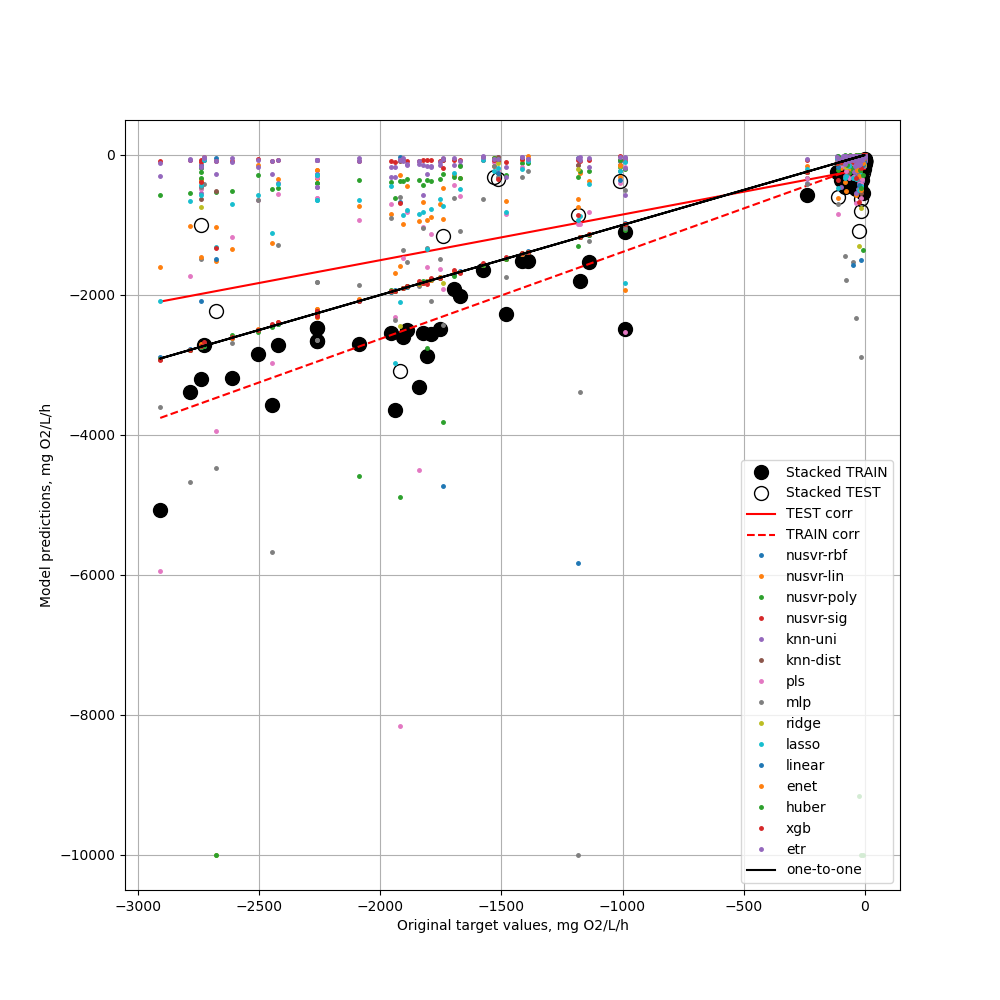 0
−2000
−4000
−6000
−8000
−10000
Model predictions, mg O2/L/h
−3000
−2500
−2000
−1500
−1000
−500
0
Original target values, mg O2/L/h
Stacked TRAIN
Stacked TEST
TEST corr
TRAIN corr
nusvr-rbf
nusvr-lin
nusvr-poly
nusvr-sig
knn-uni
knn-dist
pls
mlp
ridge
lasso
linear
enet
huber
xgb
etr
one-to-one